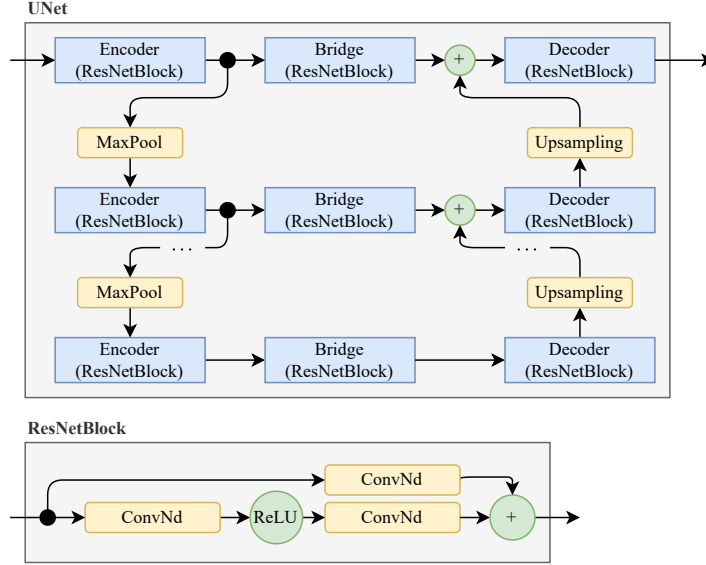 UNet
Encoder
(ResNetBlock)
Bridge
(ResNetBlock)
+
Decoder
(ResNetBlock)
MaxPool
Upsampling
Encoder
(ResNetBlock)
Bridge
(ResNetBlock)
+
Decoder
(ResNetBlock)
...
...
MaxPool
Upsampling
Encoder
(ResNetBlock)
Bridge
(ResNetBlock)
Decoder
(ResNetBlock)
ResNetBlock
ConvNd
ConvNd
ReLU
ConvNd
+